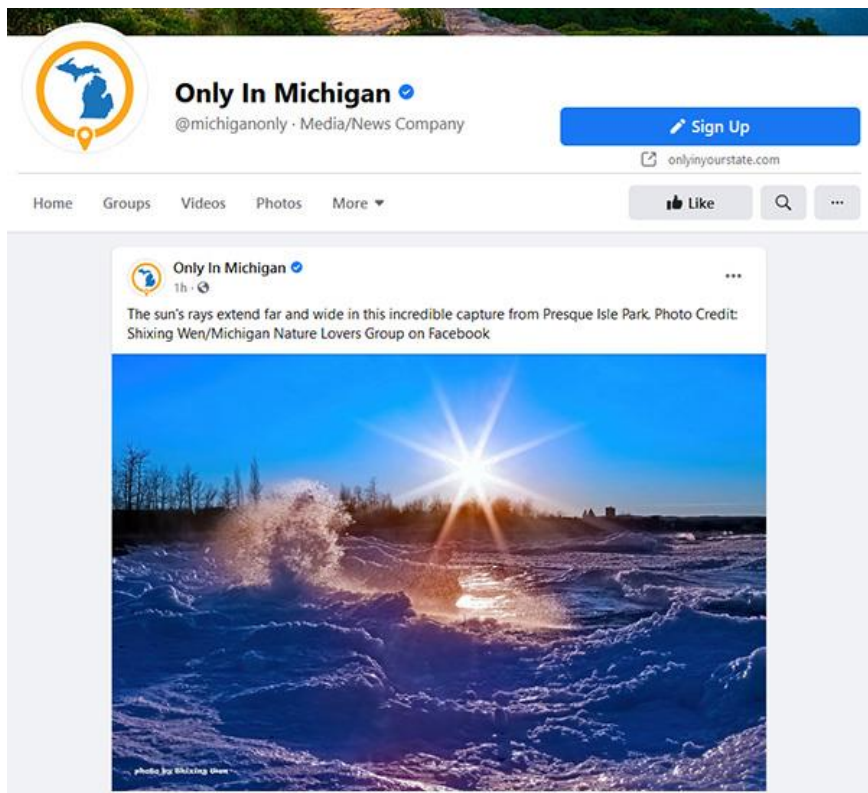 Only In Michigan
@michiganonly · Media/News Company
Sign Up
onlyinyourstate.com
Home Groups Videos Photos More
Like
Only In Michigan
1h ·
The sun's rays extend far and wide in this incredible capture from Presque Isle Park. Photo Credit:
Shixing Wen/Michigan Nature Lovers Group on Facebook
photo by Shixing Wen